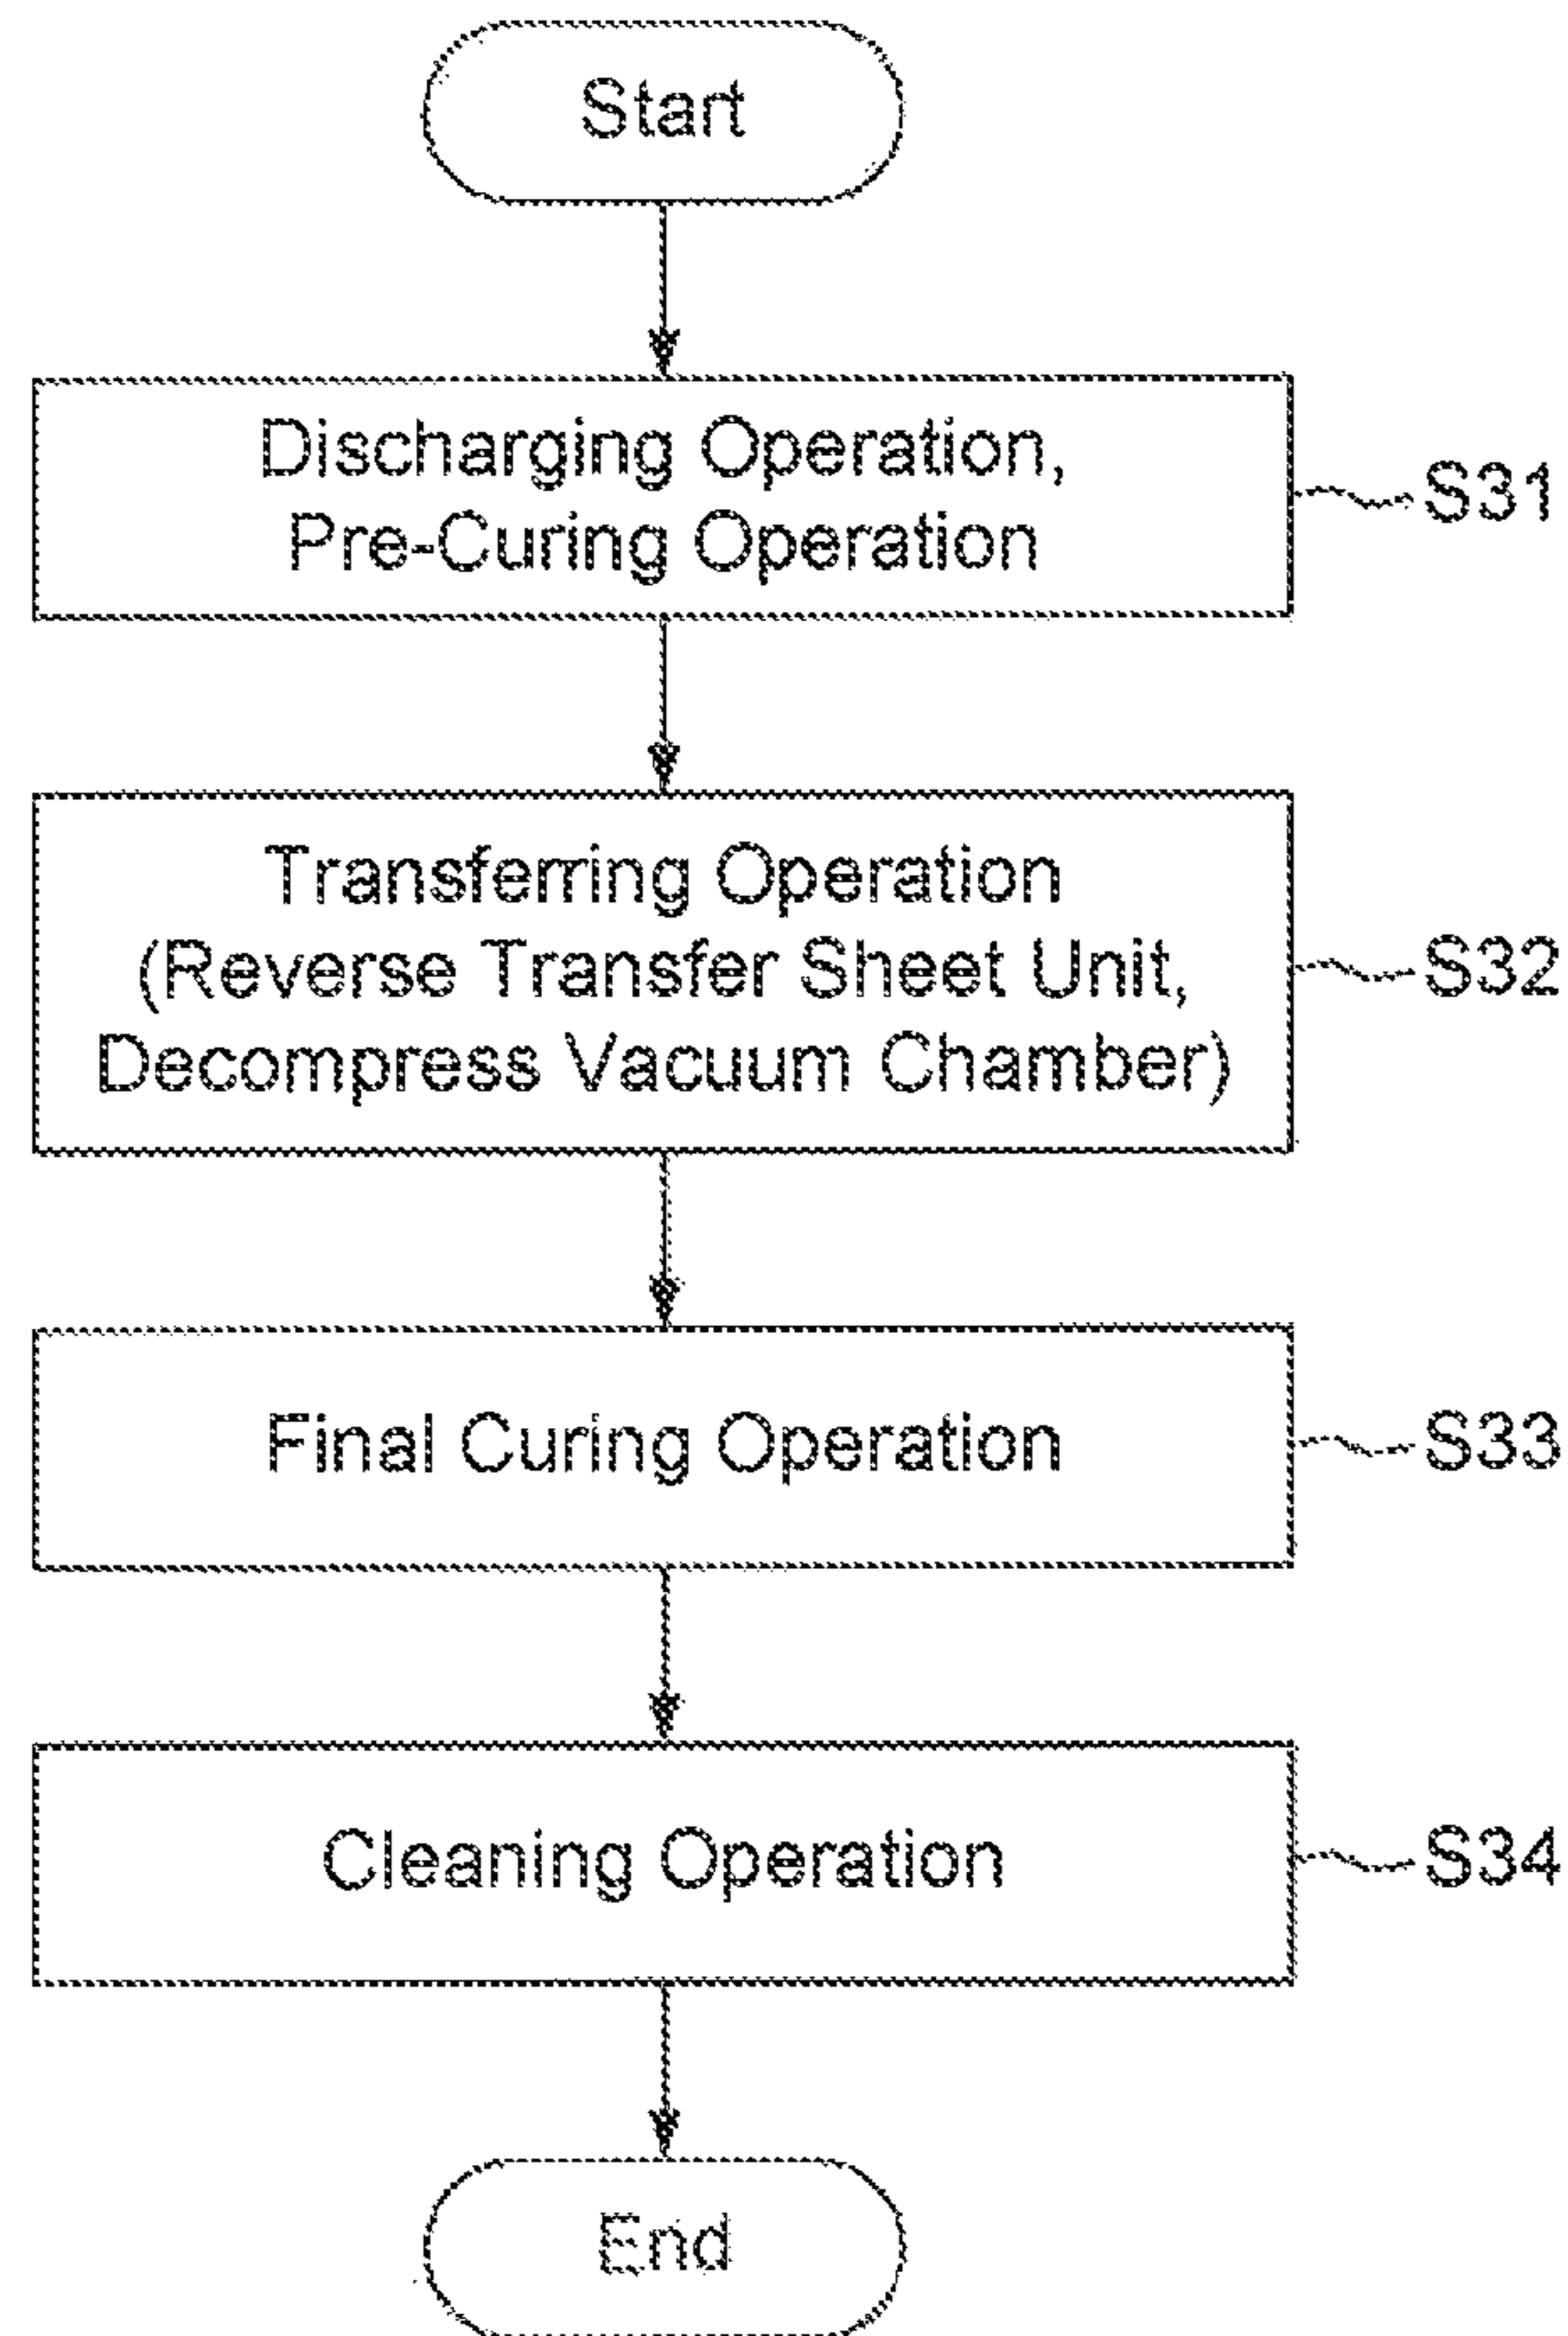 Start
Discharging Operation,
Pre-Curing Operation
S31
Transferring Operation
(Reverse Transfer Sheet Unit,
Decompress Vacuum Chamber)
S32
Final Curing Operation
S33
Cleaning Operation
S34
End